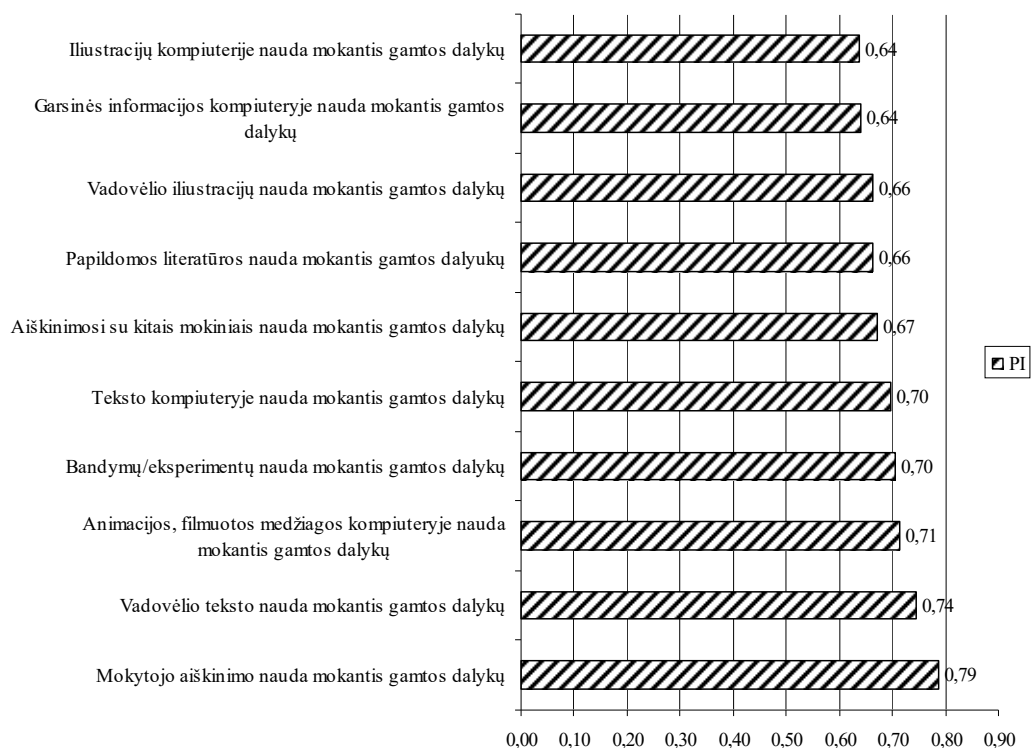 Iliustracijų kompiuterije nauda mokantis gamtos dalykų
0,64
Garsinės informacijos kompiuteryje nauda mokantis gamtos
dalykų
0,64
Vadovėlio iliustracijų nauda mokantis gamtos dalykų
0,66
Papildomos literatūros nauda mokantis gamtos dalyukų
0,66
Aiškinimosi su kitais mokiniais nauda mokantis gamtos dalykų
0,67
Teksto kompiuteryje nauda mokantis gamtos dalykų
0,70
Bandymų/eksperimentų nauda mokantis gamtos dalykų
0,70
Animacijos, filmuotos medžiagos kompiuteryje nauda
mokantis gamtos dalykų
0,71
Vadovėlio teksto nauda mokantis gamtos dalykų
0,74
Mokytojo aiškinimo nauda mokantis gamtos dalykų
0,79
0,00 0,10 0,20 0,30 0,40 0,50 0,60 0,70 0,80 0,90
PI